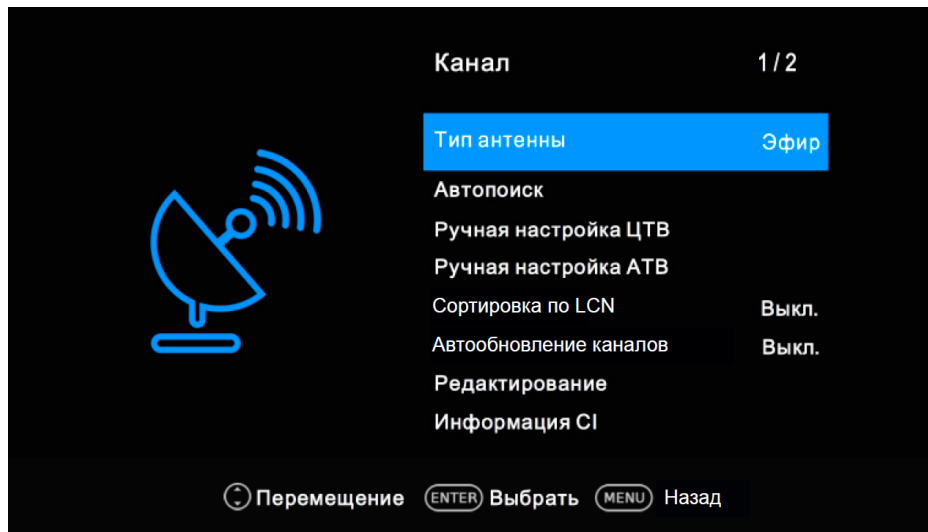 Канал 1 / 2
Тип антенны Эфир
Автопоиск
Ручная настройка ЦТВ
Ручная настройка АТВ
Сортировка по LCN Выкл.
Автообновление каналов Выкл.
Редактирование
Информация CI
Перемещение ENTER Выбрать MENU Назад